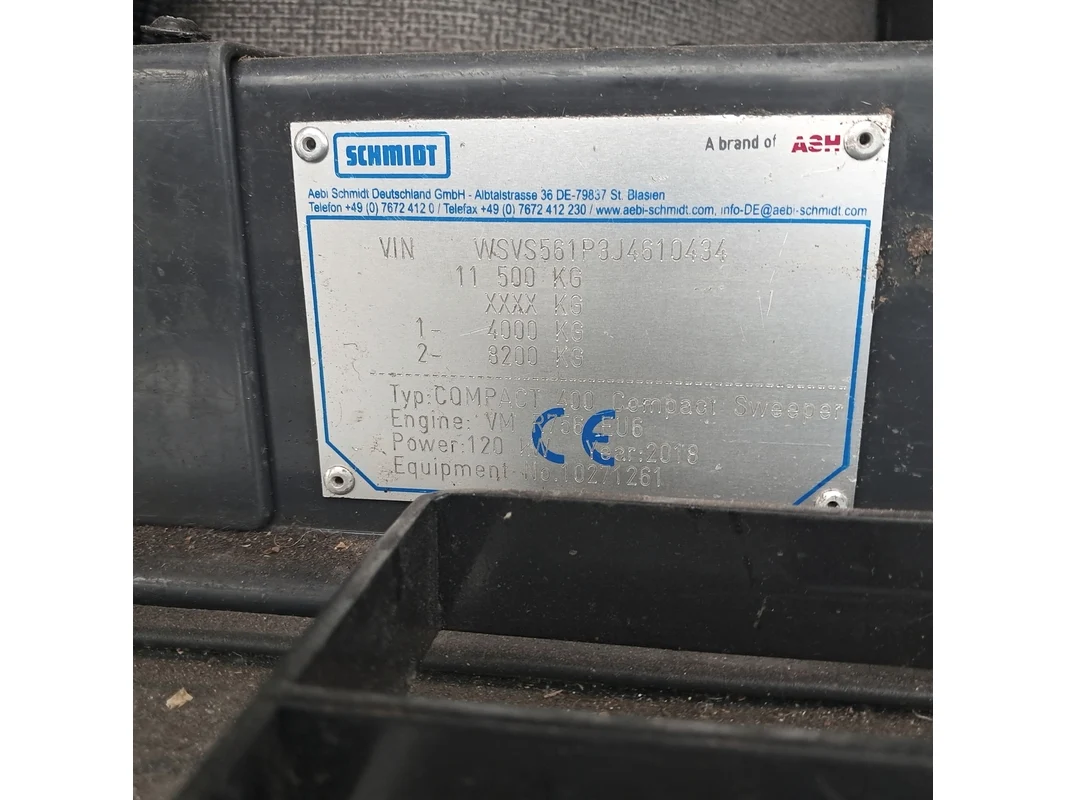 SCHMIDT
A brand of ASH
Aebi Schmidt Deutschland GmbH - Albtalstrasse 36 DE-79837 St. Blasien
Telefon +49 (0) 7672 412 0 / Telefax +49 (0) 7672 412 230 / www.aebi-schmidt.com, info-DE@aebi-schmidt.com
VIN WSVS561P3J4610434
11 500 KG
XXXX KG
1- 4000 KG
2- 8200 KG
Typ:COMPACT 400 Compact Sweeper
Engine: VM EU6
Power:120 Year:2018
Equipment-No:10271261
CE